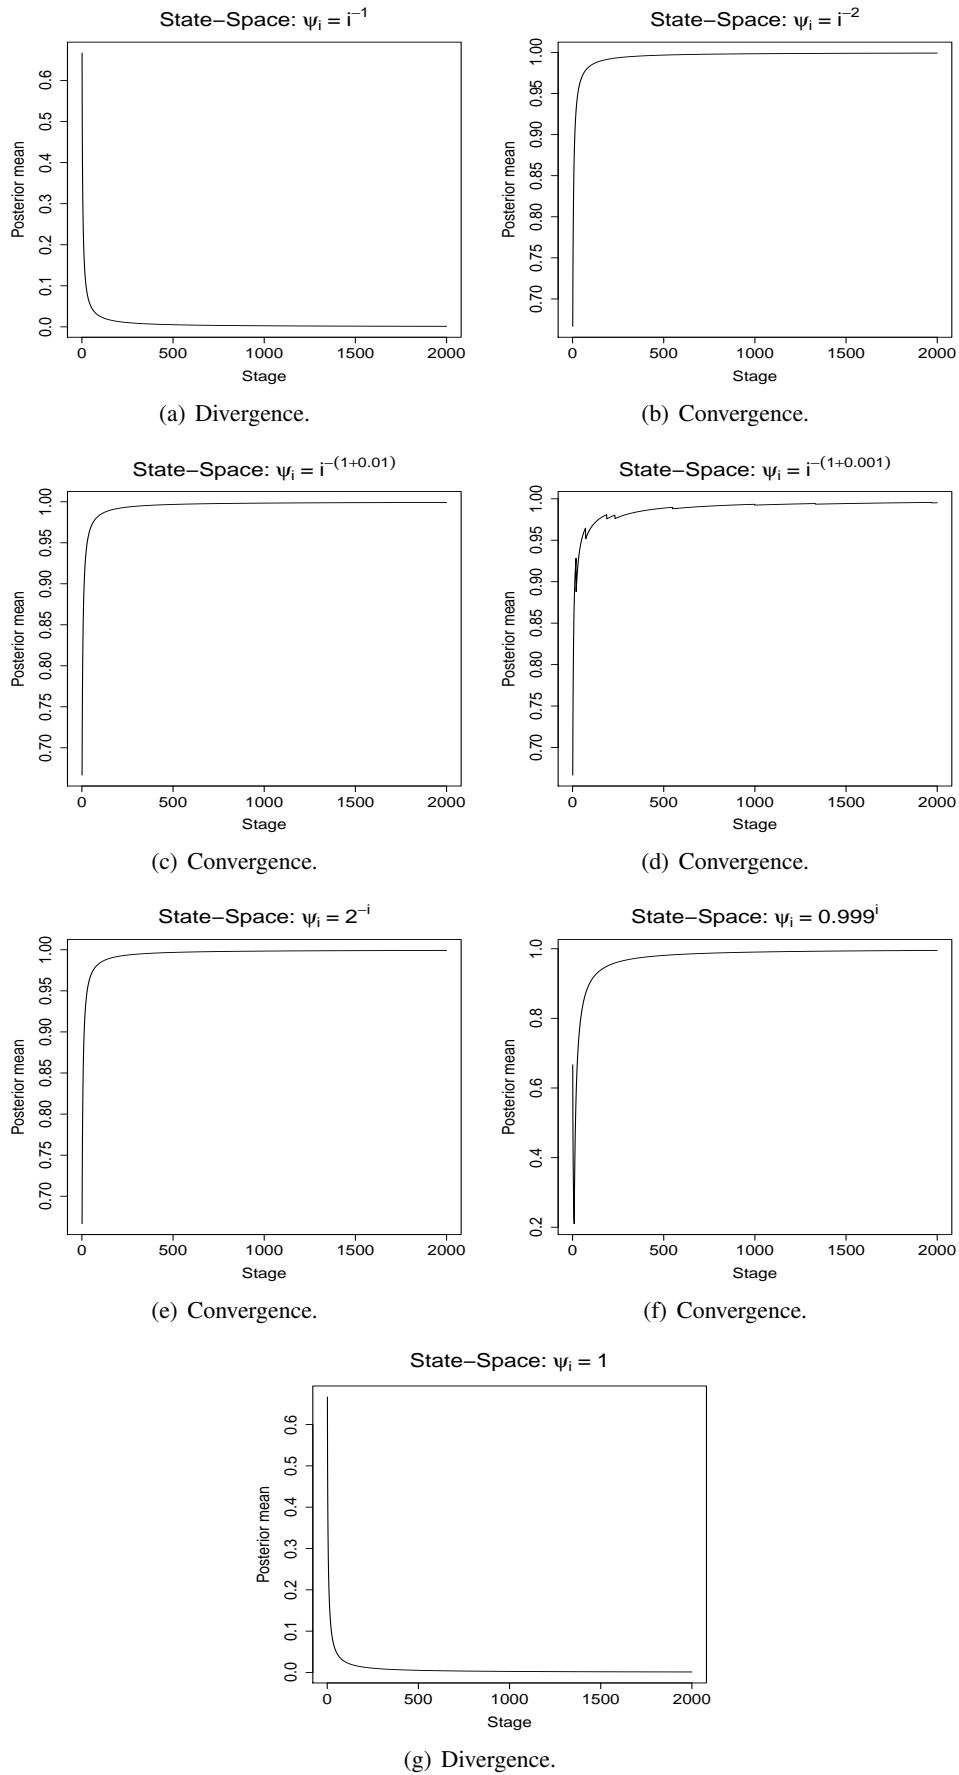 State−Space: ψi = i−1
State−Space: ψi = i−2
Posterior mean
0.0 0.1 0.2 0.3 0.4 0.5 0.6
0 500 1000 1500 2000
Stage
Posterior mean
0.70 0.75 0.80 0.85 0.90 0.95 1.00
0 500 1000 1500 2000
Stage
(a) Divergence.
(b) Convergence.
State−Space: ψi = i−(1+0.01)
State−Space: ψi = i−(1+0.001)
Posterior mean
0.70 0.75 0.80 0.85 0.90 0.95 1.00
0 500 1000 1500 2000
Stage
Posterior mean
0.70 0.75 0.80 0.85 0.90 0.95 1.00
0 500 1000 1500 2000
Stage
(c) Convergence.
(d) Convergence.
State−Space: ψi = 2−i
State−Space: ψi = 0.999i
Posterior mean
0.70 0.75 0.80 0.85 0.90 0.95 1.00
0 500 1000 1500 2000
Stage
Posterior mean
0.2 0.4 0.6 0.8 1.0
0 500 1000 1500 2000
Stage
(e) Convergence.
(f) Convergence.
State−Space: ψi = 1
Posterior mean
0.0 0.1 0.2 0.3 0.4 0.5 0.6
0 500 1000 1500 2000
Stage
(g) Divergence.